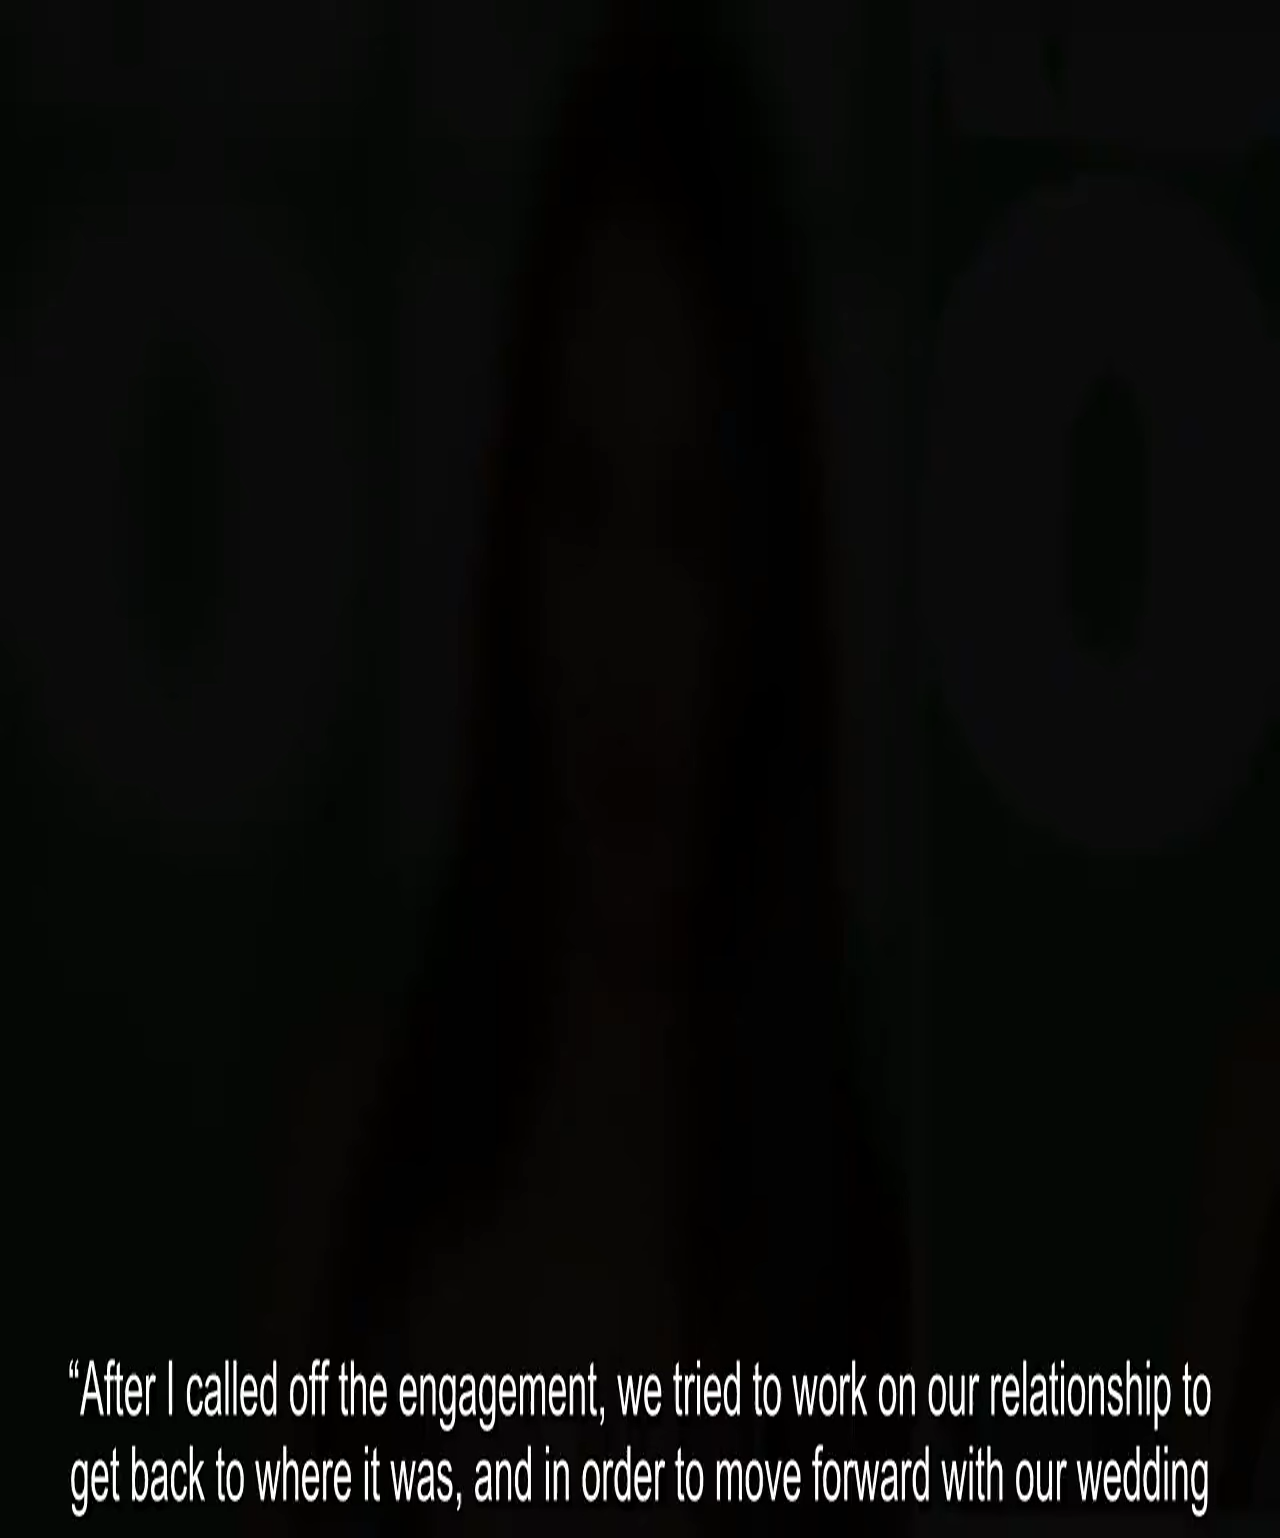 “After I called off the engagement, we tried to work on our relationship to
get back to where it was, and in order to move forward with our wedding